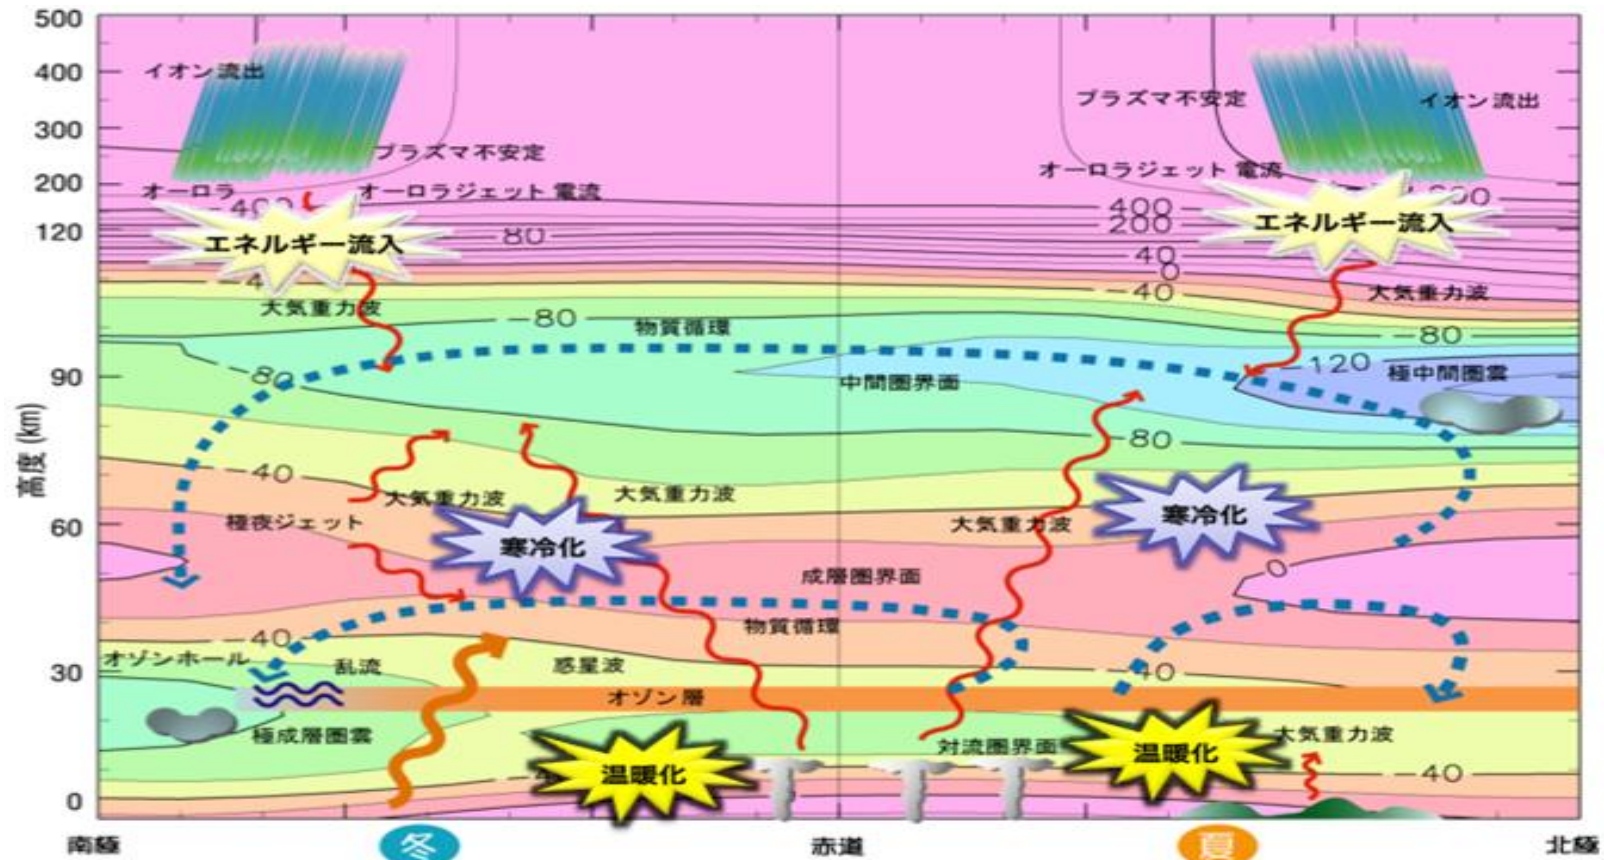 500
400
300
200
120
90
60
30
0
高度 (km)
イオン流出
プラズマ不安定
イオン流出
プラズマ不安定
オーロラ
オーロラジェット電流
オーロラジェット電流
400
400
200
エネルギー流入
エネルギー流入
80
40
0
-40
大気重力波
大気重力波
-80
物質循環
-80
-80
中間圏界面
-120
極中間圏雲
-80
-40
大気重力波
大気重力波
極夜ジェット
大気重力波
寒冷化
寒冷化
成層圏界面
0
物質循環
-40
オゾンホール
乱流
惑星波
-40
オゾン層
極成層圏雲
対流圏界面
大気重力波
温暖化
温暖化
-40
南極
冬
赤道
夏
北極